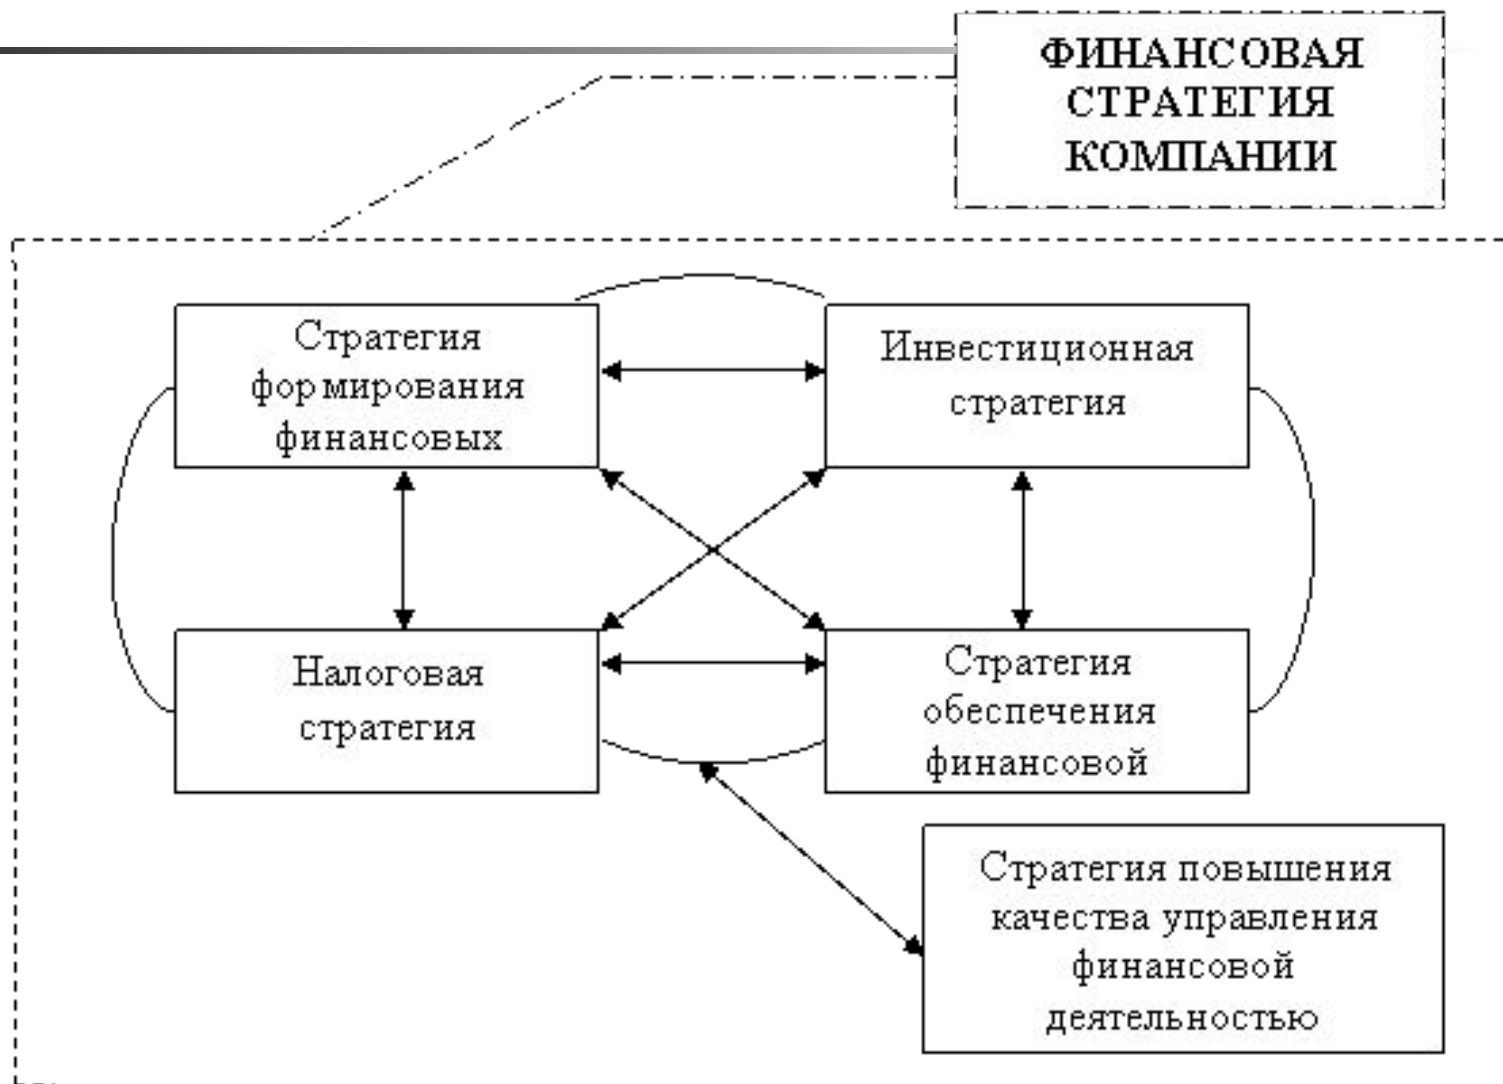 ФИНАНСОВАЯ
СТРАТЕГИЯ
КОМПАНИИ
Стратегия
формирования
финансовых
Инвестиционная
стратегия
Налоговая
стратегия
Стратегия
обеспечения
финансовой
Стратегия повышения
качества управления
финансовой
деятельностью